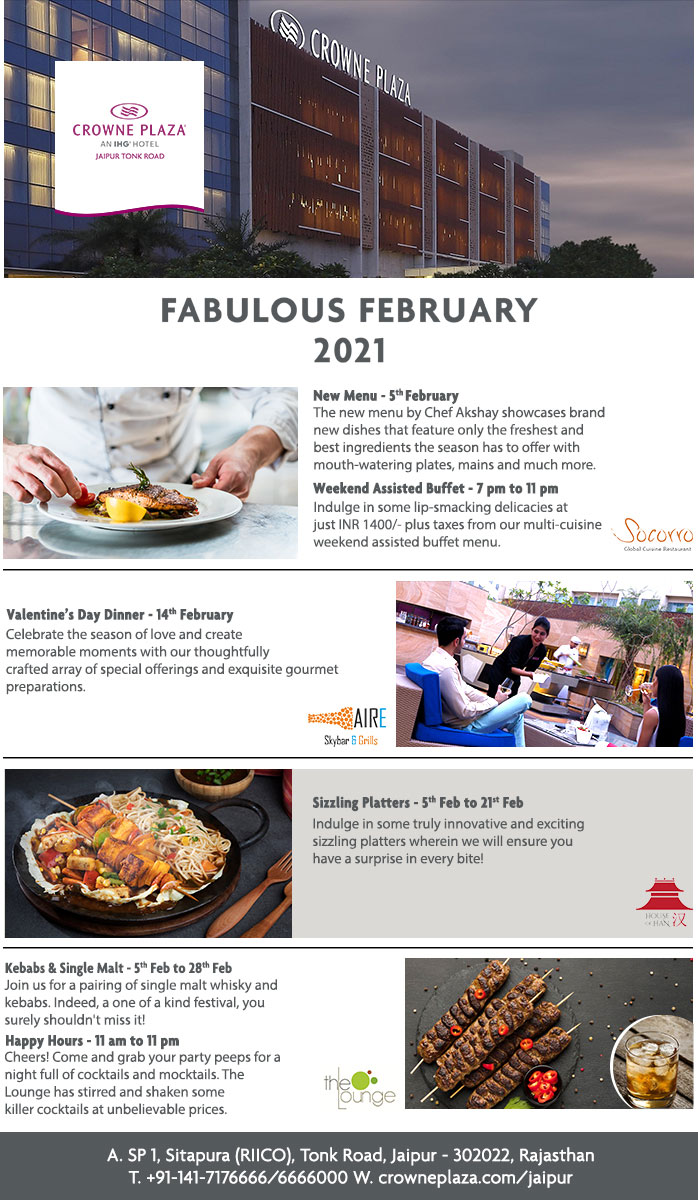 CROWNE PLAZA
CROWNE PLAZA
AN IHG® HOTEL
JAIPUR TONK ROAD
FABULOUS FEBRUARY
2021
New Menu - 5th February
The new menu by Chef Akshay showcases brand
new dishes that feature only the freshest and
best ingredients the season has to offer with
mouth-watering plates, mains and much more.
Weekend Assisted Buffet - 7 pm to 11 pm
Indulge in some lip-smacking delicacies at
just INR 1400/- plus taxes from our multi-cuisine
weekend assisted buffet menu.
Socorro
Global Cuisine Restaurant
Valentine's Day Dinner - 14th February
Celebrate the season of love and create
memorable moments with our thoughtfully
crafted array of special offerings and exquisite gourmet
preparations.
AIRE
Skybar & Grills
Sizzling Platters - 5th Feb to 21st Feb
Indulge in some truly innovative and exciting
sizzling platters wherein we will ensure you
have a surprise in every bite!
HOUSE
OF HAN 汉
Kebabs & Single Malt - 5th Feb to 28th Feb
Join us for a pairing of single malt whisky and
kebabs. Indeed, a one of a kind festival, you
surely shouldn't miss it!
Happy Hours - 11 am to 11 pm
Cheers! Come and grab your party peeps for a
night full of cocktails and mocktails. The
Lounge has stirred and shaken some
killer cocktails at unbelievable prices.
the
Lounge
A. SP 1, Sitapura (RIICO), Tonk Road, Jaipur - 302022, Rajasthan
T. +91-141-7176666/6666000 W. crowneplaza.com/jaipur